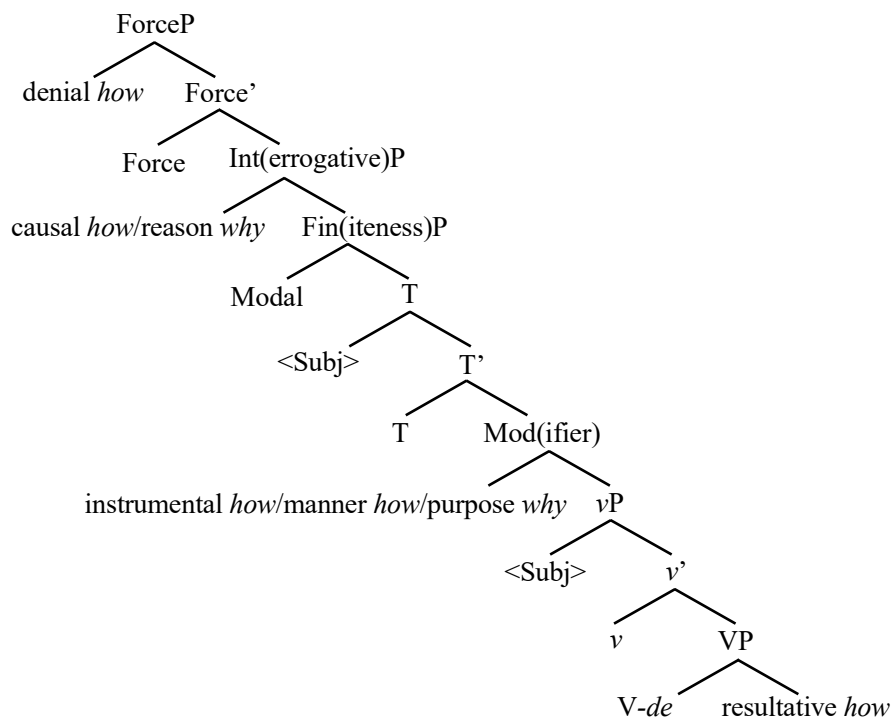 ForceP
denial how Force’
Force Int(errogative)P
causal how/reason why Fin(iteness)P
Modal T
<Subj> T’
T Mod(ifier)
instrumental how/manner how/purpose why vP
<Subj> v’
v VP
V-de resultative how